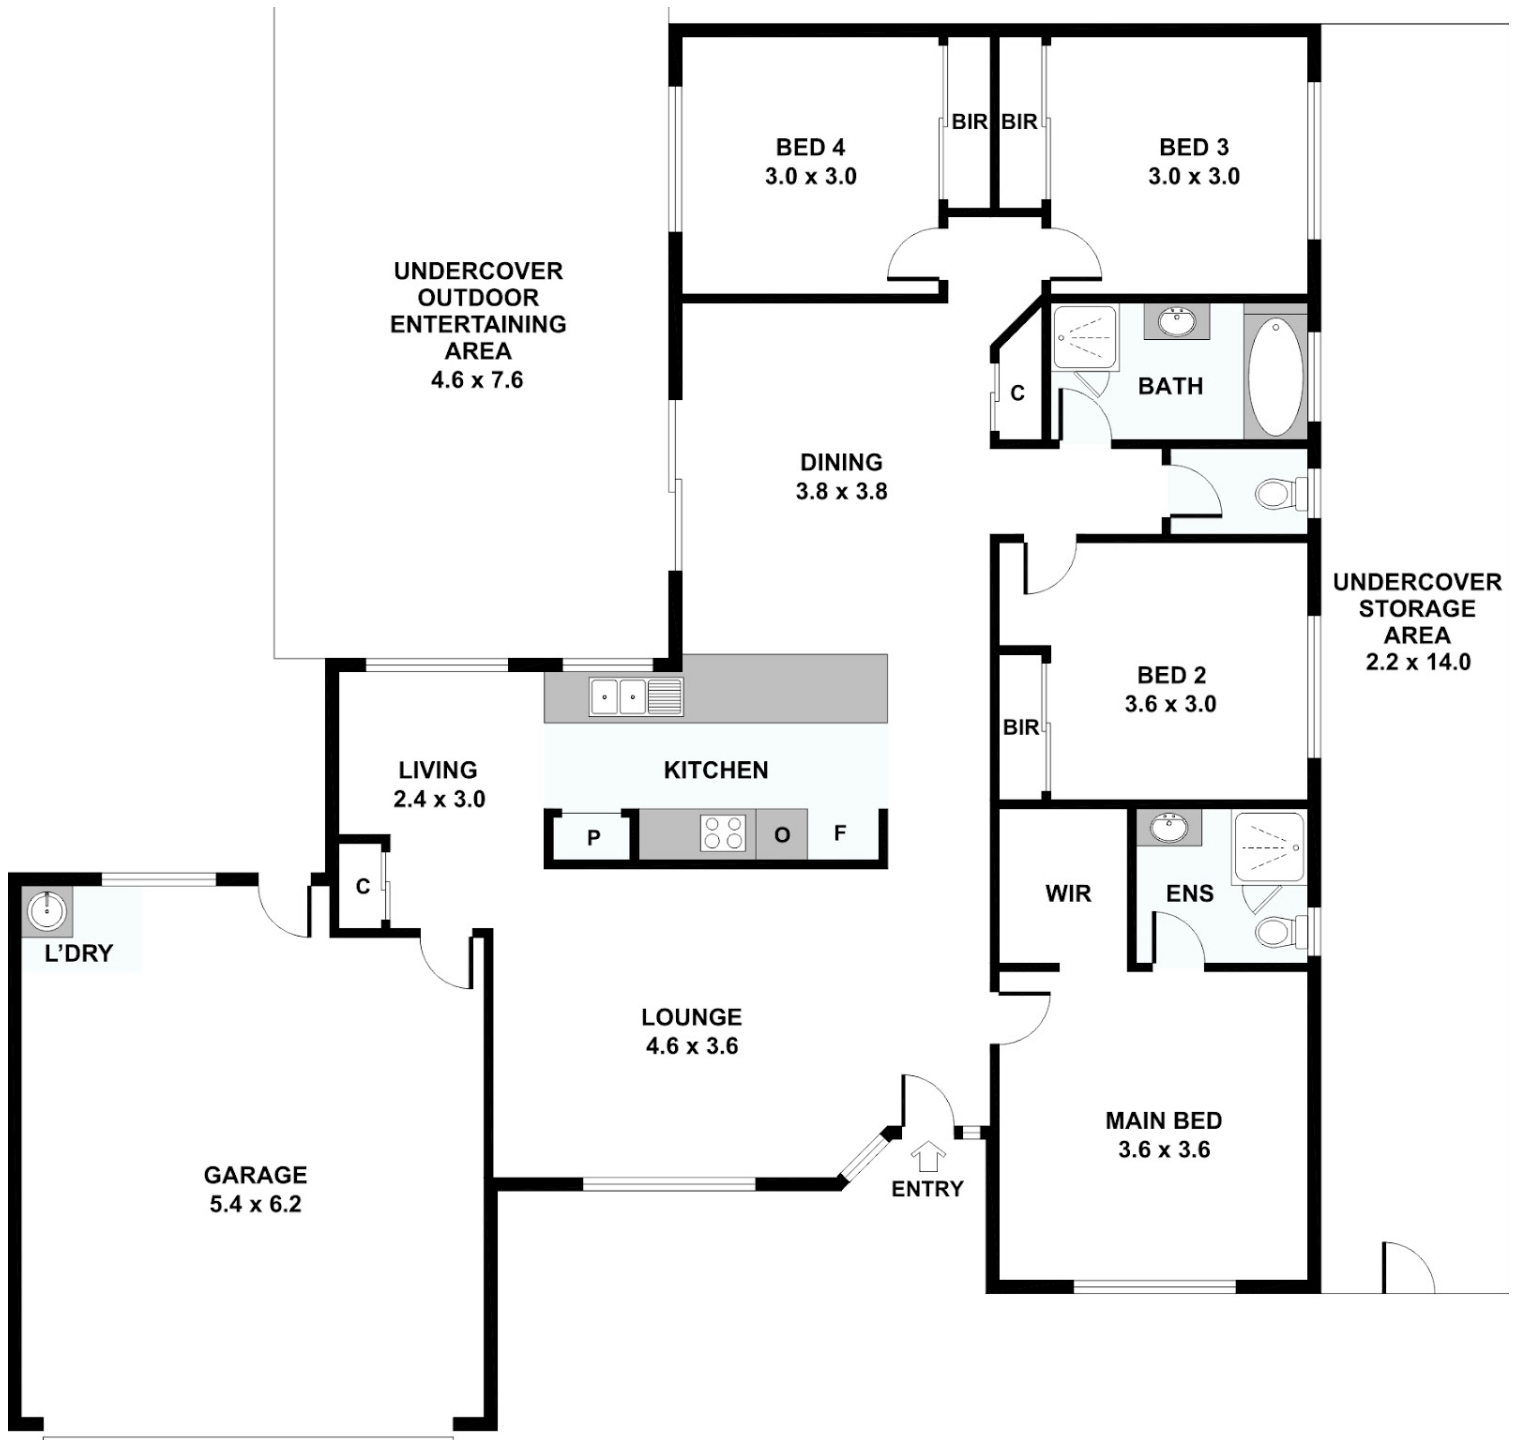 BED 4
3.0 x 3.0
BIR
BIR
BED 3
3.0 x 3.0
UNDERCOVER
OUTDOOR
ENTERTAINING
AREA
4.6 x 7.6
C
BATH
DINING
3.8 x 3.8
UNDERCOVER
STORAGE
AREA
2.2 x 14.0
BED 2
3.6 x 3.0
BIR
LIVING
2.4 x 3.0
KITCHEN
P
O
F
C
WIR
ENS
L’DRY
LOUNGE
4.6 x 3.6
MAIN BED
3.6 x 3.6
GARAGE
5.4 x 6.2
ENTRY